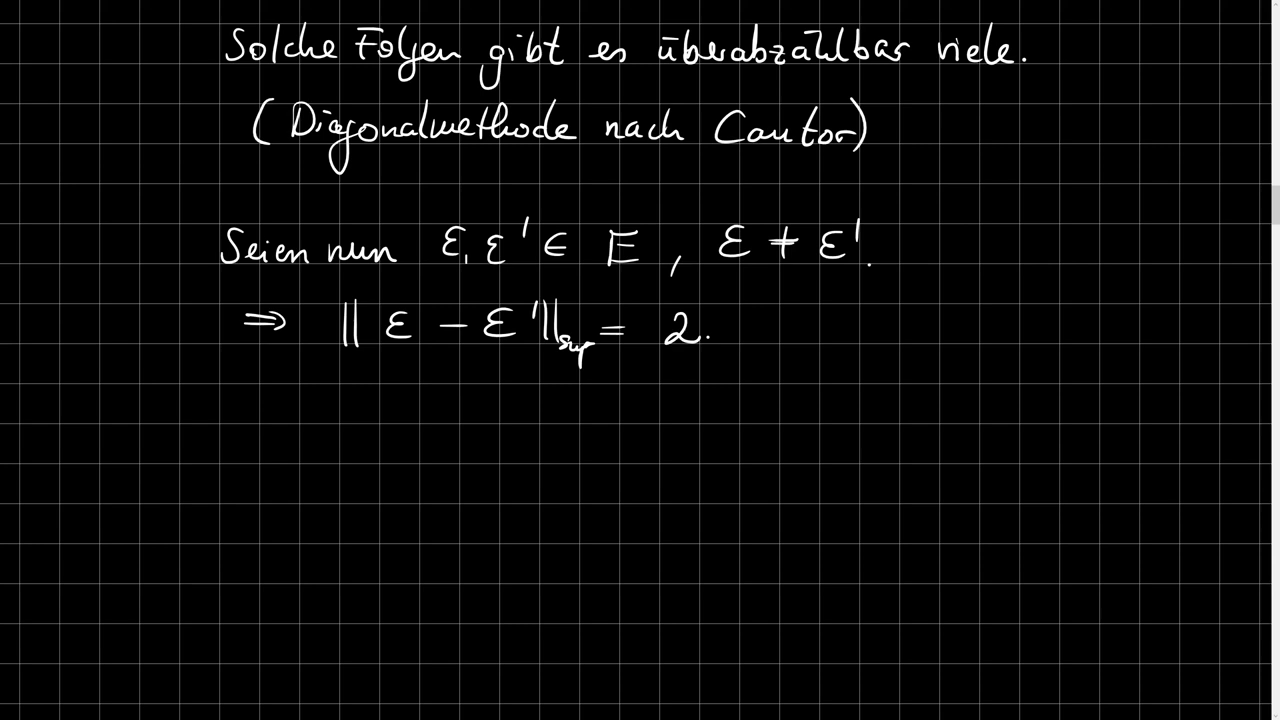 Solche Folgen gibt es überabzählbar viele.
(Diagonalmethode nach Cantor)
Seien nun ε, ε' ∈ E, ε ≠ ε'.
⇒ ‖ε − ε'‖sup = 2.